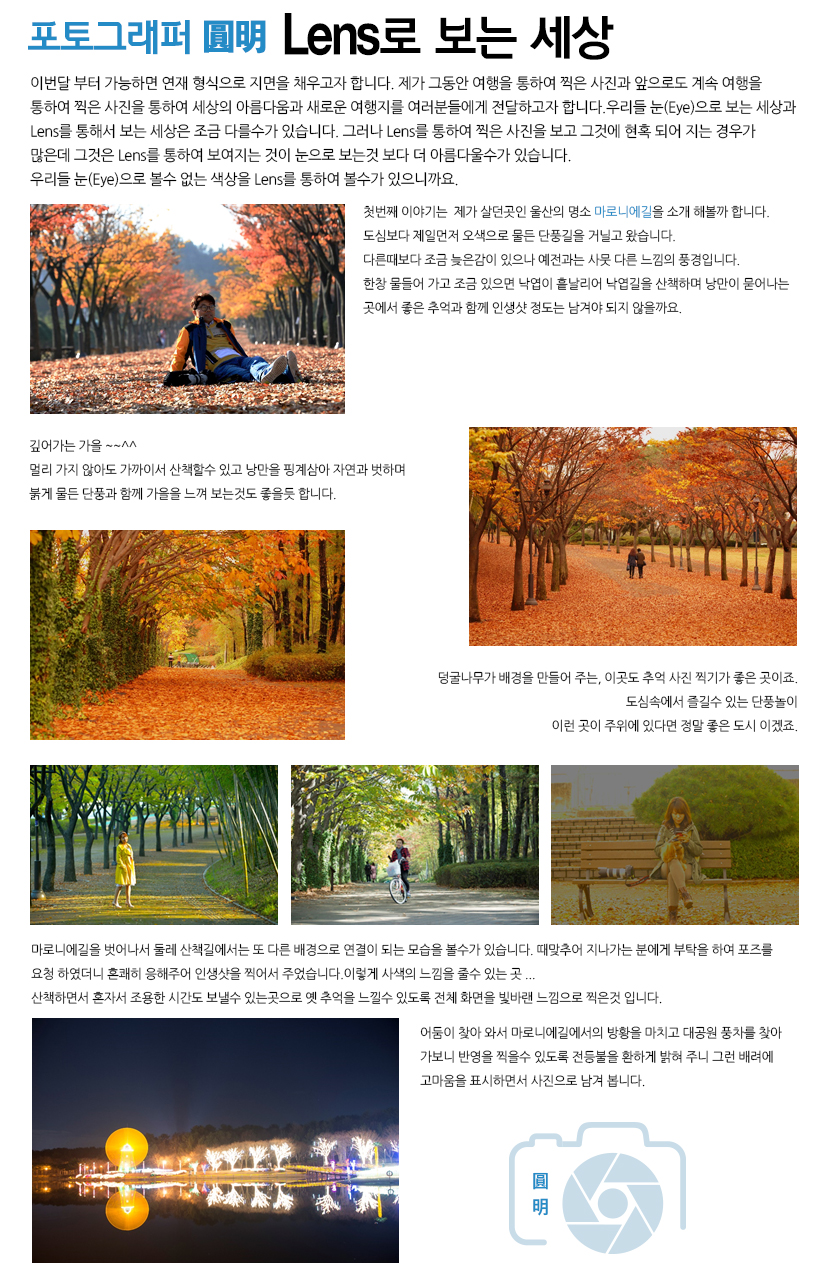 포토그래퍼 圓明 Lens로 보는 세상
이번달 부터 가능하면 연재 형식으로 지면을 채우고자 합니다. 제가 그동안 여행을 통하여 찍은 사진과 앞으로도 계속 여행을
통하여 찍은 사진을 통하여 세상의 아름다움과 새로운 여행지를 여러분들에게 전달하고자 합니다.우리들 눈(Eye)으로 보는 세상과
Lens를 통해서 보는 세상은 조금 다를수가 있습니다. 그러나 Lens를 통하여 찍은 사진을 보고 그것에 현혹 되어 지는 경우가
많은데 그것은 Lens를 통하여 보여지는 것이 눈으로 보는것 보다 더 아름다울수가 있습니다.
우리들 눈(Eye)으로 볼수 없는 색상을 Lens를 통하여 볼수가 있으니까요.
첫번째 이야기는 제가 살던곳인 울산의 명소 마로니에길을 소개 해볼까 합니다.
도심보다 제일먼저 오색으로 물든 단풍길을 거닐고 왔습니다.
다른때보다 조금 늦은감이 있으나 예전과는 사뭇 다른 느낌의 풍경입니다.
한창 물들어 가고 조금 있으면 낙엽이 흩날리어 낙엽길을 산책하며 낭만이 묻어나는
곳에서 좋은 추억과 함께 인생샷 정도는 남겨야 되지 않을까요.
깊어가는 가을 ~~^^
멀리 가지 않아도 가까이서 산책할수 있고 낭만을 핑계삼아 자연과 벗하며
붉게 물든 단풍과 함께 가을을 느껴 보는것도 좋을듯 합니다.
덩굴나무가 배경을 만들어 주는, 이곳도 추억 사진 찍기가 좋은 곳이죠.
도심속에서 즐길수 있는 단풍놀이
이런 곳이 주위에 있다면 정말 좋은 도시 이겠죠.
마로니에길을 벗어나서 둘레 산책길에서는 또 다른 배경으로 연결이 되는 모습을 볼수가 있습니다. 때맞추어 지나가는 분에게 부탁을 하여 포즈를
요청 하였더니 흔쾌히 응해주어 인생샷을 찍어서 주었습니다.이렇게 사색의 느낌을 줄수 있는 곳 ...
산책하면서 혼자서 조용한 시간도 보낼수 있는곳으로 옛 추억을 느낄수 있도록 전체 화면을 빛바랜 느낌으로 찍은것 입니다.
어둠이 찾아 와서 마로니에길에서의 방황을 마치고 대공원 풍차를 찾아
가보니 반영을 찍을수 있도록 전등불을 환하게 밝혀 주니 그런 배려에
고마움을 표시하면서 사진으로 남겨 봅니다.
圓
明